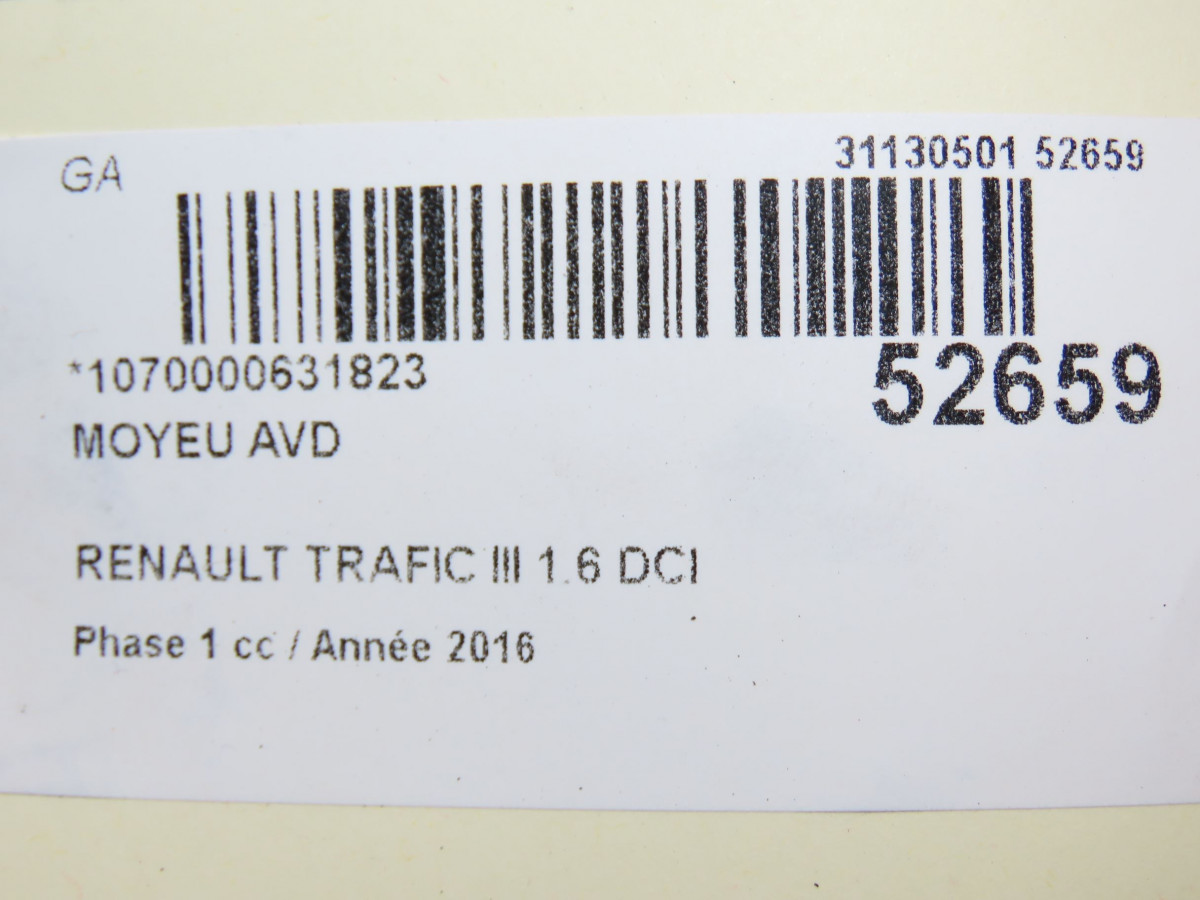 GA
31130501 52659
*1070000631823
52659
MOYEU AVD
RENAULT TRAFIC III 1.6 DCI
Phase 1 cc / Année 2016